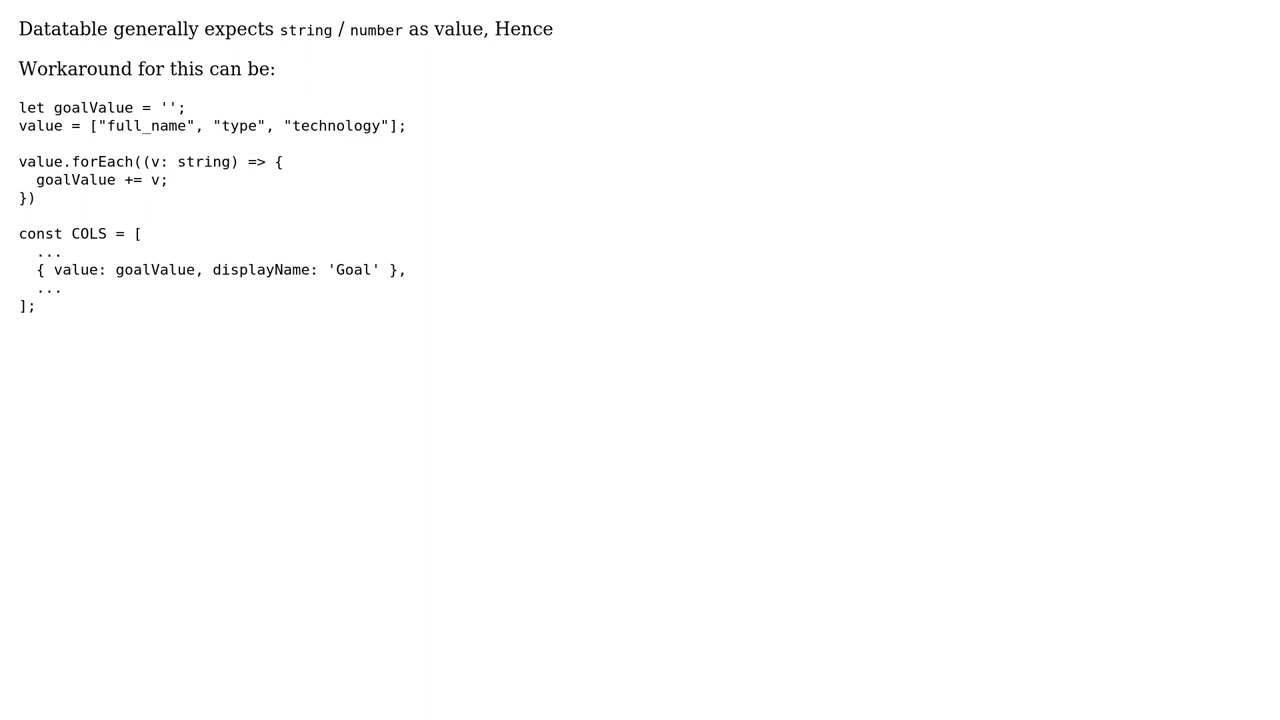 Datatable generally expects string / number as value, Hence
Workaround for this can be:
let goalValue = '';
value = ["full_name", "type", "technology"];
value.forEach((v: string) => {
  goalValue += v;
})
const COLS = [
  ...
  { value: goalValue, displayName: 'Goal' },
  ...
];